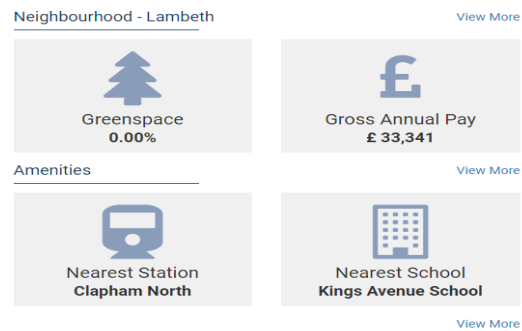 Neighbourhood - Lambeth
View More
Greenspace
0.00%
£
Gross Annual Pay
£ 33,341
Amenities
View More
Nearest Station
Clapham North
Nearest School
Kings Avenue School
View More